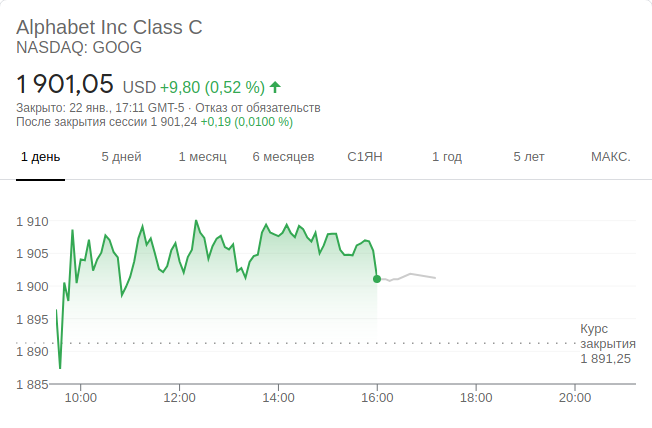 Alphabet Inc Class C
NASDAQ: GOOG
1 901,05 USD +9,80 (0,52 %)
Закрыто: 22 янв., 17:11 GMT-5 · Отказ от обязательств
После закрытия сессии 1 901,24 +0,19 (0,0100 %)
1 день 5 дней 1 месяц 6 месяцев С1ЯН 1 год 5 лет МАКС.
1 910
1 905
1 900
1 895
1 890
1 885
Курс
закрытия
1 891,25
10:00 12:00 14:00 16:00 18:00 20:00